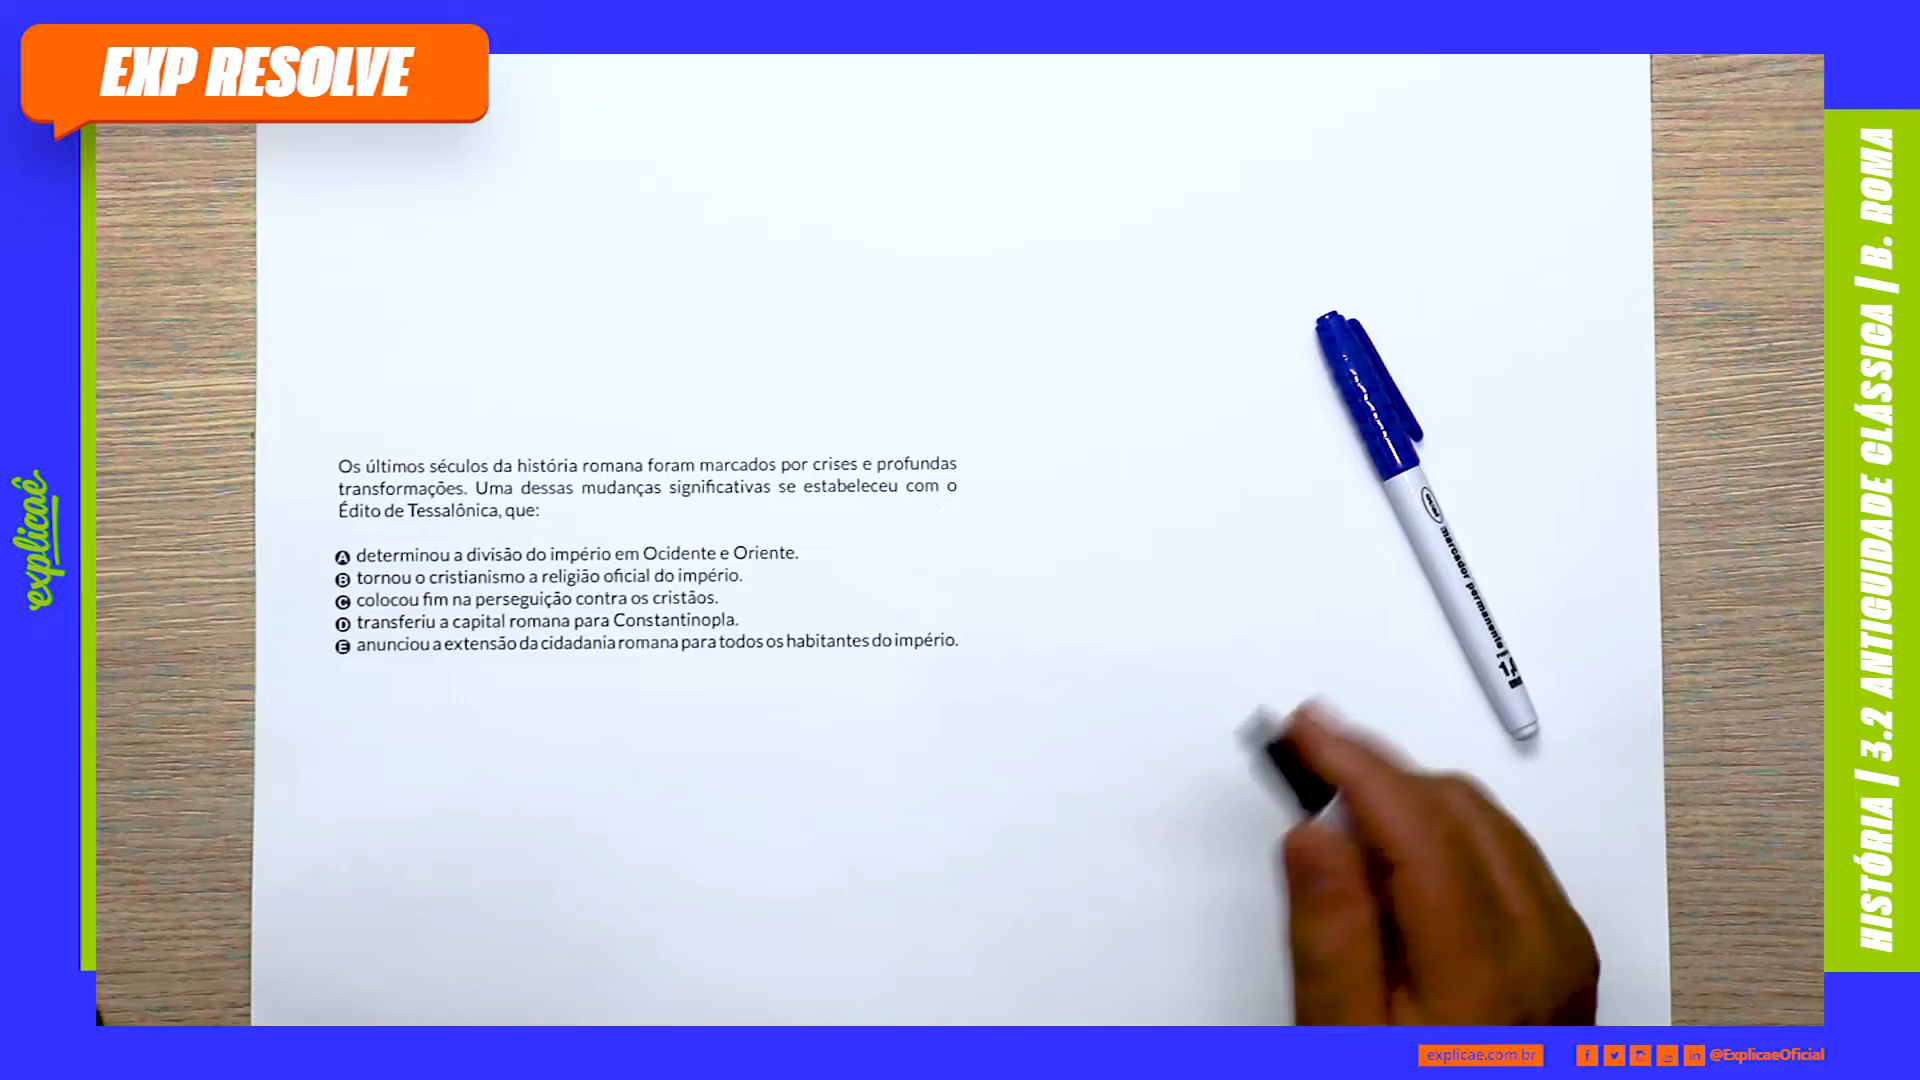 EXP RESOLVE
Os últimos séculos da história romana foram marcados por crises e profundas
transformações. Uma dessas mudanças significativas se estabeleceu com o
Édito de Tessalônica, que:
A determinou a divisão do império em Ocidente e Oriente.
B tornou o cristianismo a religião oficial do império.
C colocou fim na perseguição contra os cristãos.
D transferiu a capital romana para Constantinopla.
E anunciou a extensão da cidadania romana para todos os habitantes do império.
marcador permanente
explicaê
HISTÓRIA | 3.2 ANTIGUIDADE CLÁSSICA | B. ROMA
explicae.com.br
@ExplicaeOficial